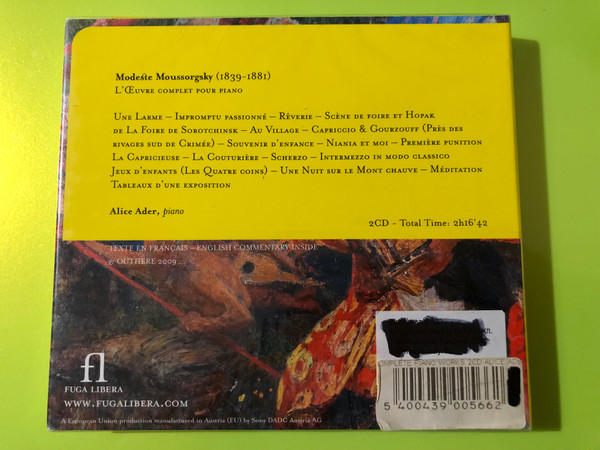 Modeste Moussorgsky (1839-1881)
L'Œuvre complet pour piano
Une Larme – Impromptu passionné – Rêverie – Scène de foire et Hopak
de La Foire de Sorotchinsk – Au Village – Capriccio & Gourzouff (Près des
rivages sud de Crimée) – Souvenir d'enfance – Niania et moi – Première punition
La Capricieuse – La Couturière – Scherzo – Intermezzo in modo classico
Jeux d'enfants (Les Quatre coins) – Une Nuit sur le Mont chauve – Méditation
Tableaux d'une exposition
Alice Ader, piano
2CD - Total Time: 2h16'42
TEXTE EN FRANÇAIS – ENGLISH COMMENTARY INSIDE
OUTHERE 2009
fl
FUGA LIBERA
WWW.FUGALIBERA.COM
A European Union production manufactured in Austria (EU) by Sony DADC Austria AG
PIANO WORKS 2CD ALICE
5 400439 005662